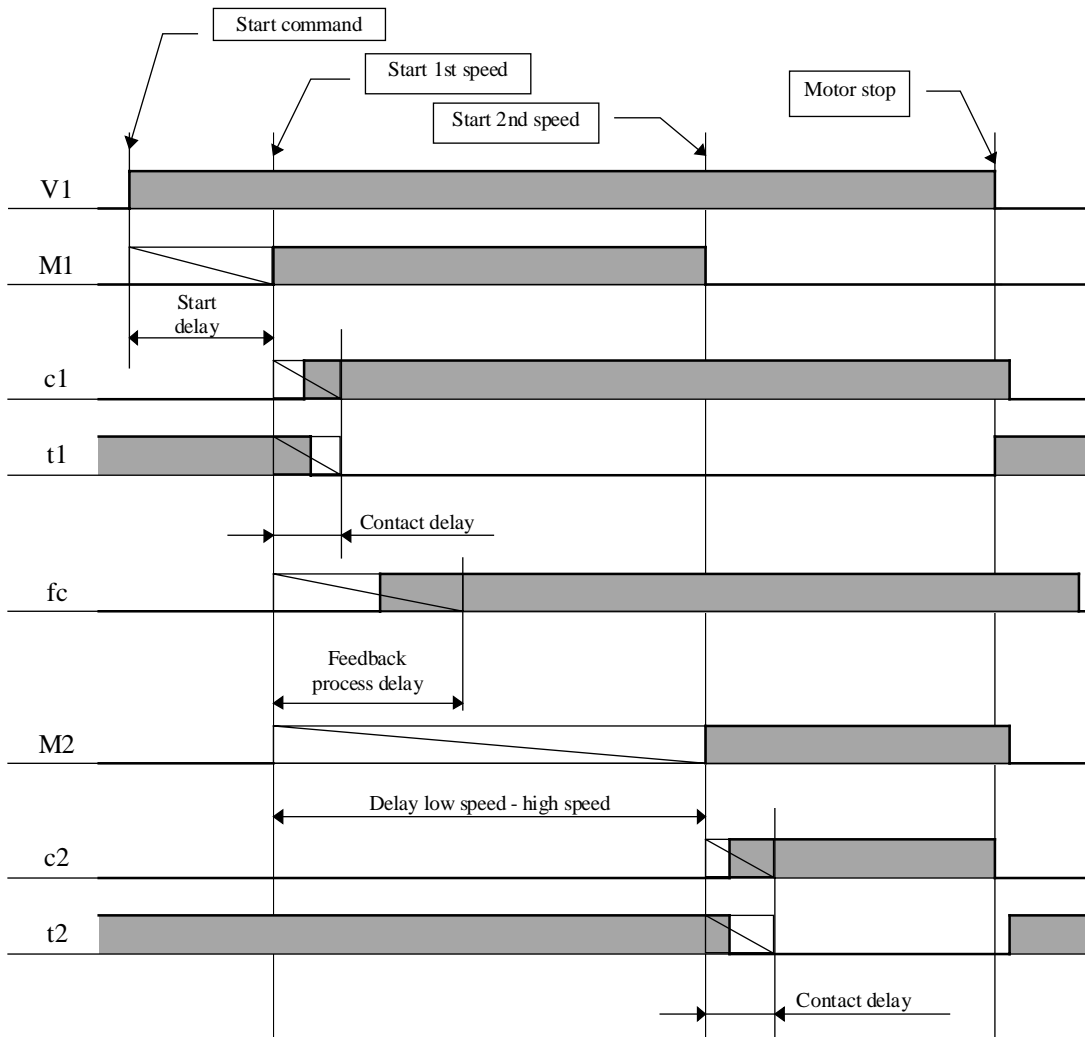 Start command
Start 1st speed
Start 2nd speed
Motor stop
V1
M1
Start
delay
c1
t1
Contact delay
fc
Feedback
process delay
M2
Delay low speed - high speed
c2
t2
Contact delay